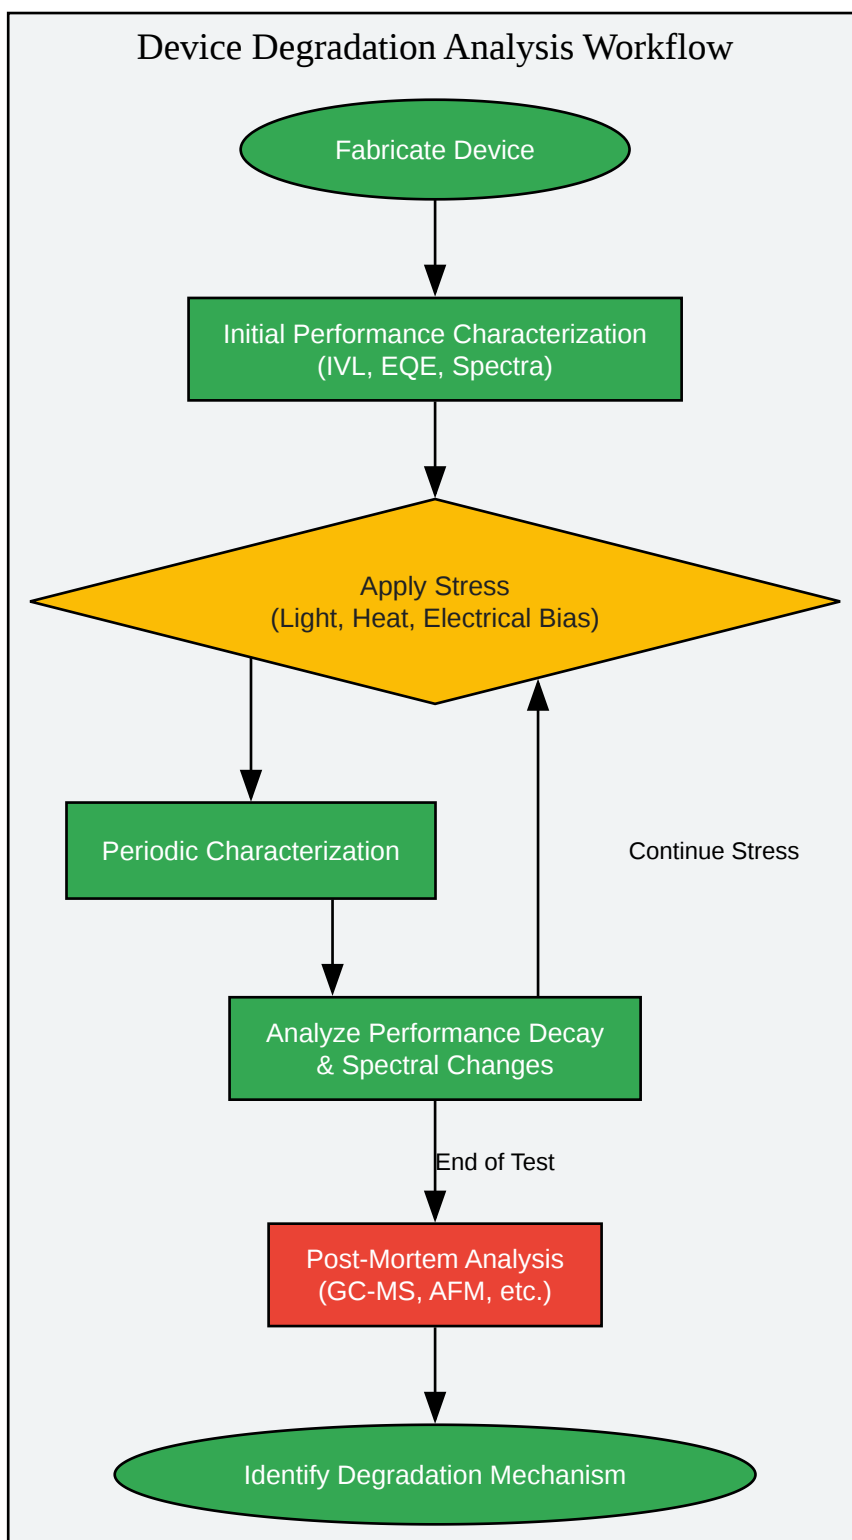 Device Degradation Analysis Workflow
Fabricate Device
Initial Performance Characterization
(IVL, EQE, Spectra)
Apply Stress
(Light, Heat, Electrical Bias)
Periodic Characterization
Continue Stress
Analyze Performance Decay
& Spectral Changes
End of Test
Post-Mortem Analysis
(GC-MS, AFM, etc.)
Identify Degradation Mechanism